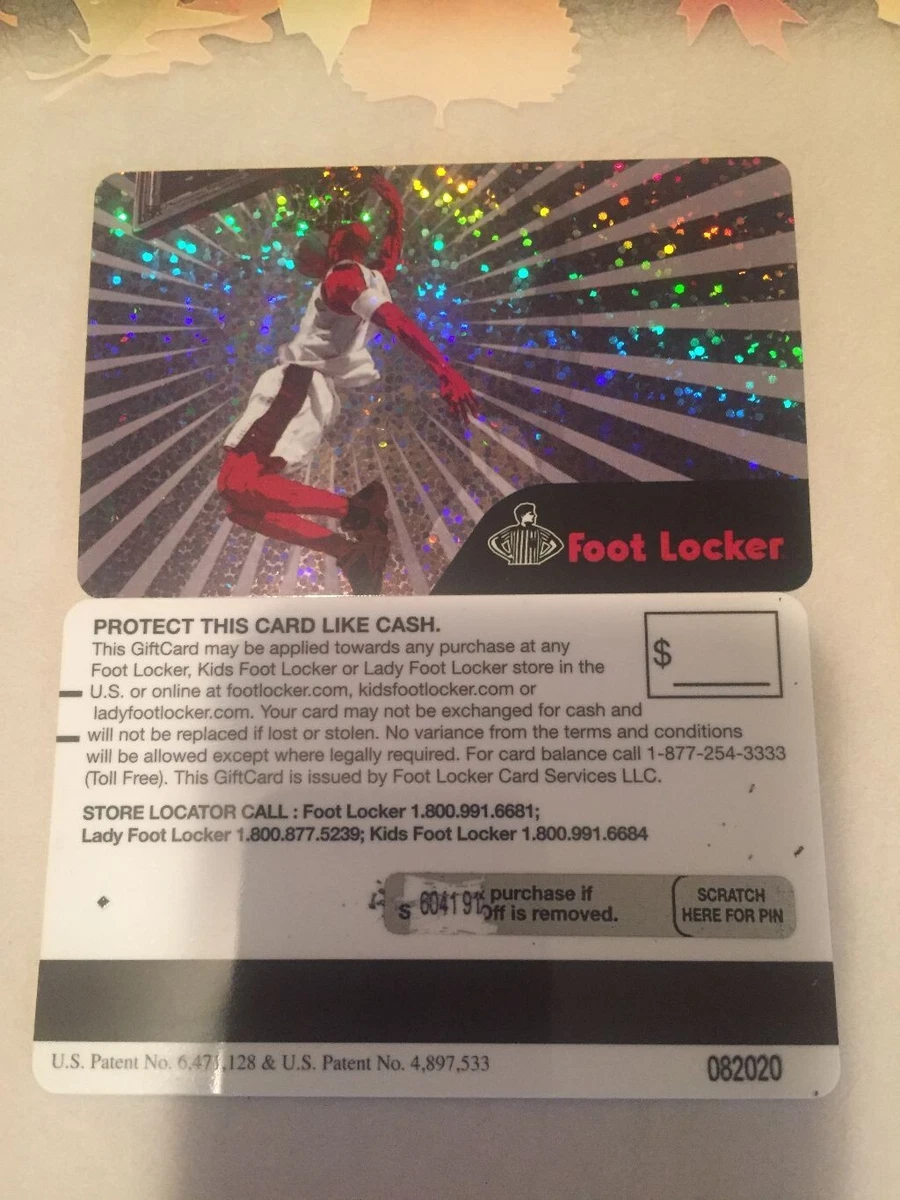 Foot Locker
PROTECT THIS CARD LIKE CASH.
This GiftCard may be applied towards any purchase at any
Foot Locker, Kids Foot Locker or Lady Foot Locker store in the
U.S. or online at footlocker.com, kidsfootlocker.com or
ladyfootlocker.com. Your card may not be exchanged for cash and
will not be replaced if lost or stolen. No variance from the terms and conditions
will be allowed except where legally required. For card balance call 1-877-254-3333
(Toll Free). This GiftCard is issued by Foot Locker Card Services LLC.
$
STORE LOCATOR CALL : Foot Locker 1.800.991.6681;
Lady Foot Locker 1.800.877.5239; Kids Foot Locker 1.800.991.6684
purchase if
is removed.
SCRATCH
HERE FOR PIN
U.S. Patent No. 6,471,128 & U.S. Patent No. 4,897,533
082020